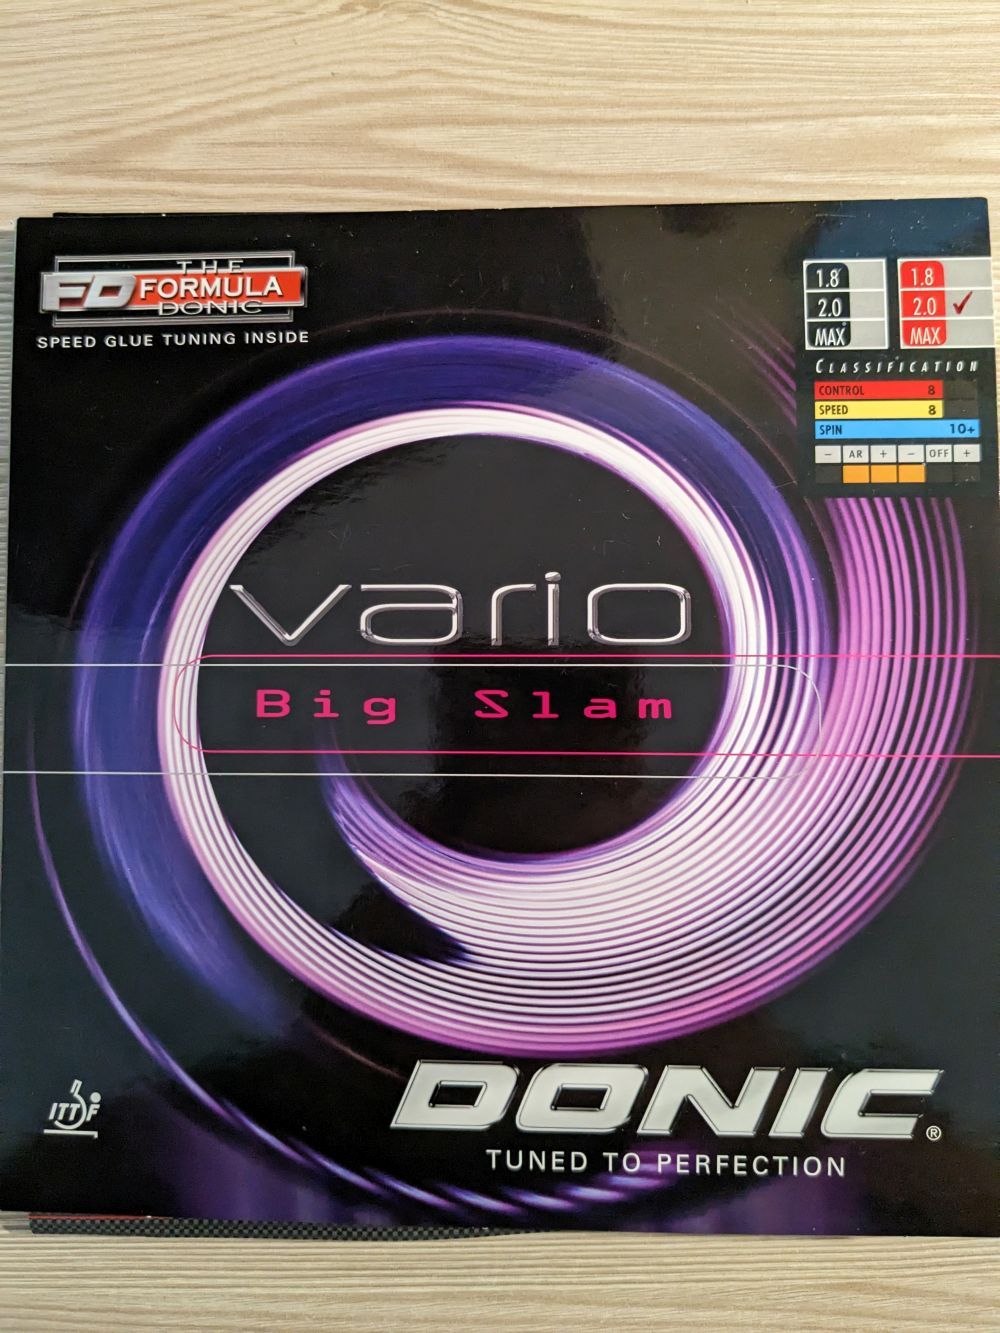 THE
FD FORMULA
DONIC
SPEED GLUE TUNING INSIDE
1.8 1.8
2.0 2.0 ✓
MAX MAX
CLASSIFICATION
CONTROL 8
SPEED 8
SPIN 10+
– AR + – OFF +
vario
Big Slam
ITTF
DONIC®
TUNED TO PERFECTION